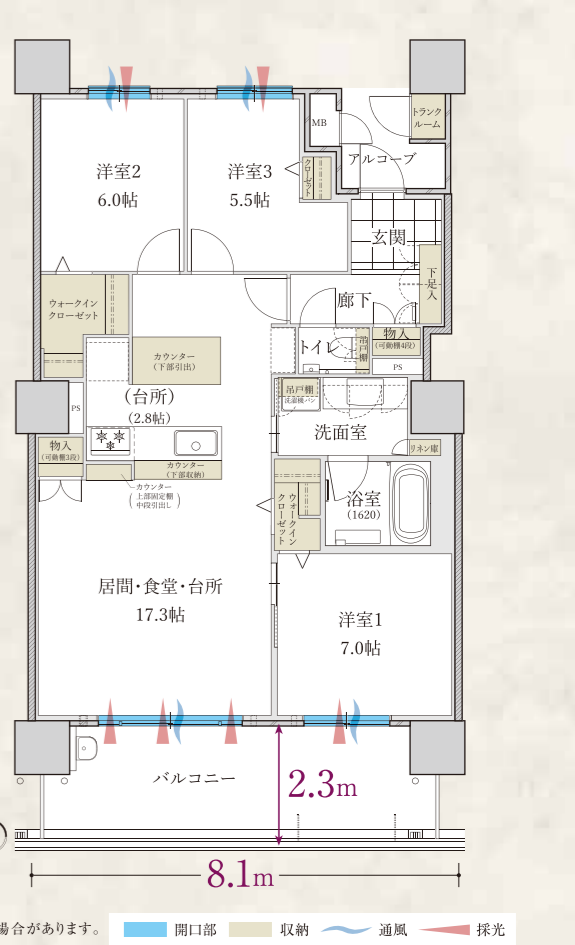 トランク
ルーム
MB
アルコーブ
洋室2
6.0帖
洋室3
5.5帖
クローゼット
玄関
下足入
廊下
ウォークイン
クローゼット
トイレ
吊戸棚
物入
(可動棚4段)
PS
カウンター
(下部引出)
(台所)
(2.8帖)
PS
吊戸棚
洗濯機パン
洗面室
リネン庫
物入
(可動棚3段)
カウンター
(下部収納)
カウンター
上部固定棚
中段引出し
ウォークイン
クローゼット
浴室
(1620)
居間・食堂・台所
17.3帖
洋室1
7.0帖
バルコニー
2.3m
8.1m
場合があります。
開口部
収納
通風
採光